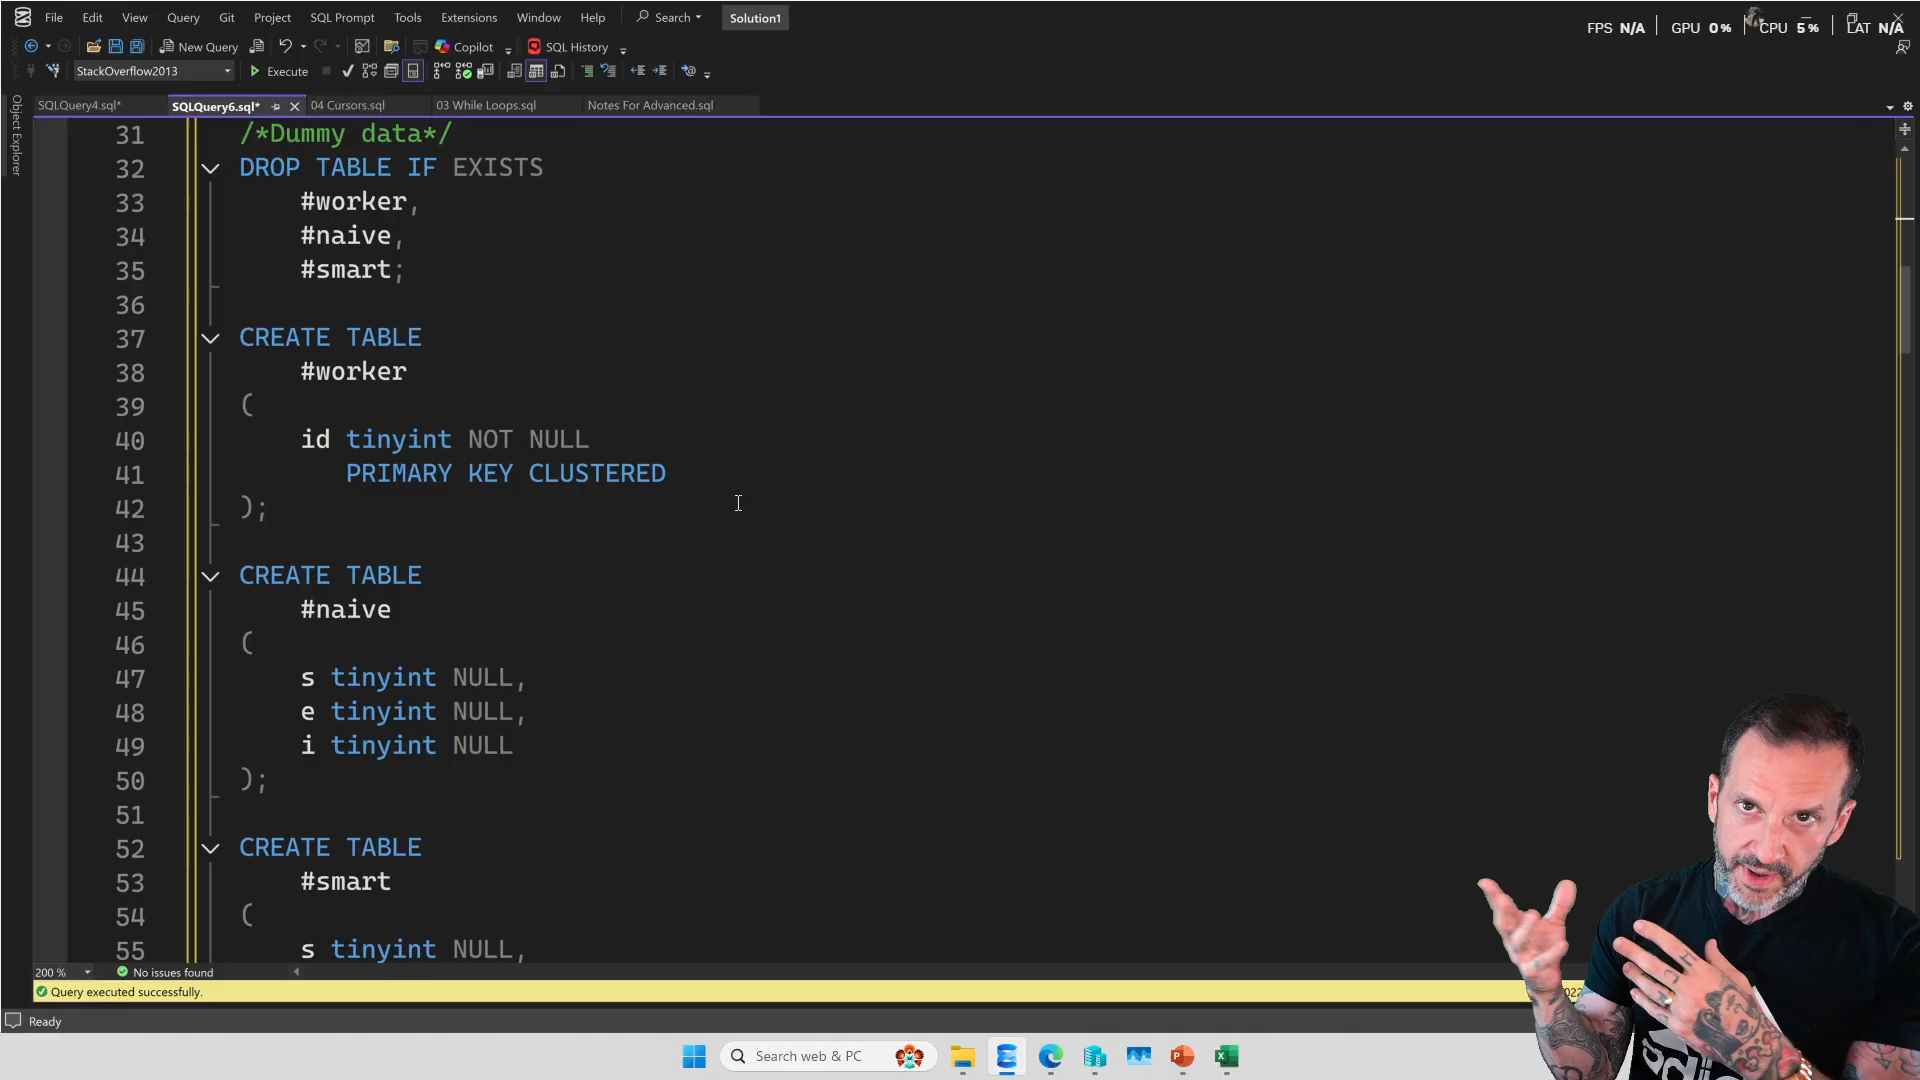 File Edit View Query Git Project SQL Prompt Tools Extensions Window Help Search Solution1
FPS N/A GPU 0% CPU 5% LAT N/A
New Query Copilot SQL History
StackOverflow2013 Execute
SQLQuery4.sql* SQLQuery6.sql* 04 Cursors.sql 03 While Loops.sql Notes For Advanced.sql
Object Explorer
31 /*Dummy data*/
32 DROP TABLE IF EXISTS
33 #worker,
34 #naive,
35 #smart;
36
37 CREATE TABLE
38 #worker
39 (
40 id tinyint NOT NULL
41 PRIMARY KEY CLUSTERED
42 );
43
44 CREATE TABLE
45 #naive
46 (
47 s tinyint NULL,
48 e tinyint NULL,
49 i tinyint NULL
50 );
51
52 CREATE TABLE
53 #smart
54 (
55 s tinyint NULL,
200 % No issues found
Query executed successfully.
Ready
Search web & PC